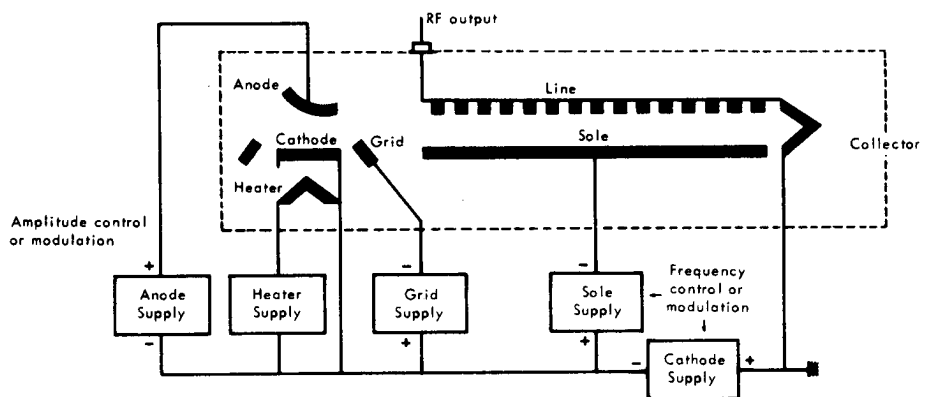 RF output
Anode
Line
Cathode
Grid
Sole
Collector
Heater
Amplitude control
or modulation
Frequency
control or
modulation
+
-
-
+
-
+
-
+
Anode
Supply
Heater
Supply
Grid
Supply
Sole
Supply
Cathode
Supply